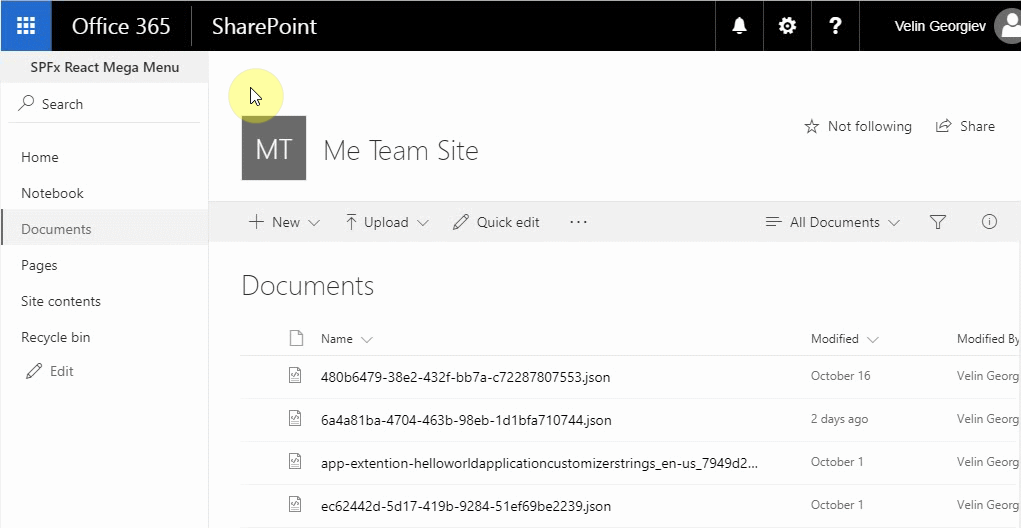 Office 365 SharePoint Velin Georgiev
SPFx React Mega Menu
Search
Home
Notebook
Documents
Pages
Site contents
Recycle bin
Edit
MT Me Team Site
Not following Share
New Upload Quick edit ··· All Documents
Documents
Name Modified Modified By
480b6479-38e2-432f-bb7a-c72287807553.json October 16 Velin Georg
6a4a81ba-4704-463b-98eb-1d1bfa710744.json 2 days ago Velin Georg
app-extention-helloworldapplicationcustomizerstrings_en-us_7949d2... October 1 Velin Georg
ec62442d-5d17-419b-9284-51ef69be2239.json October 1 Velin Georg